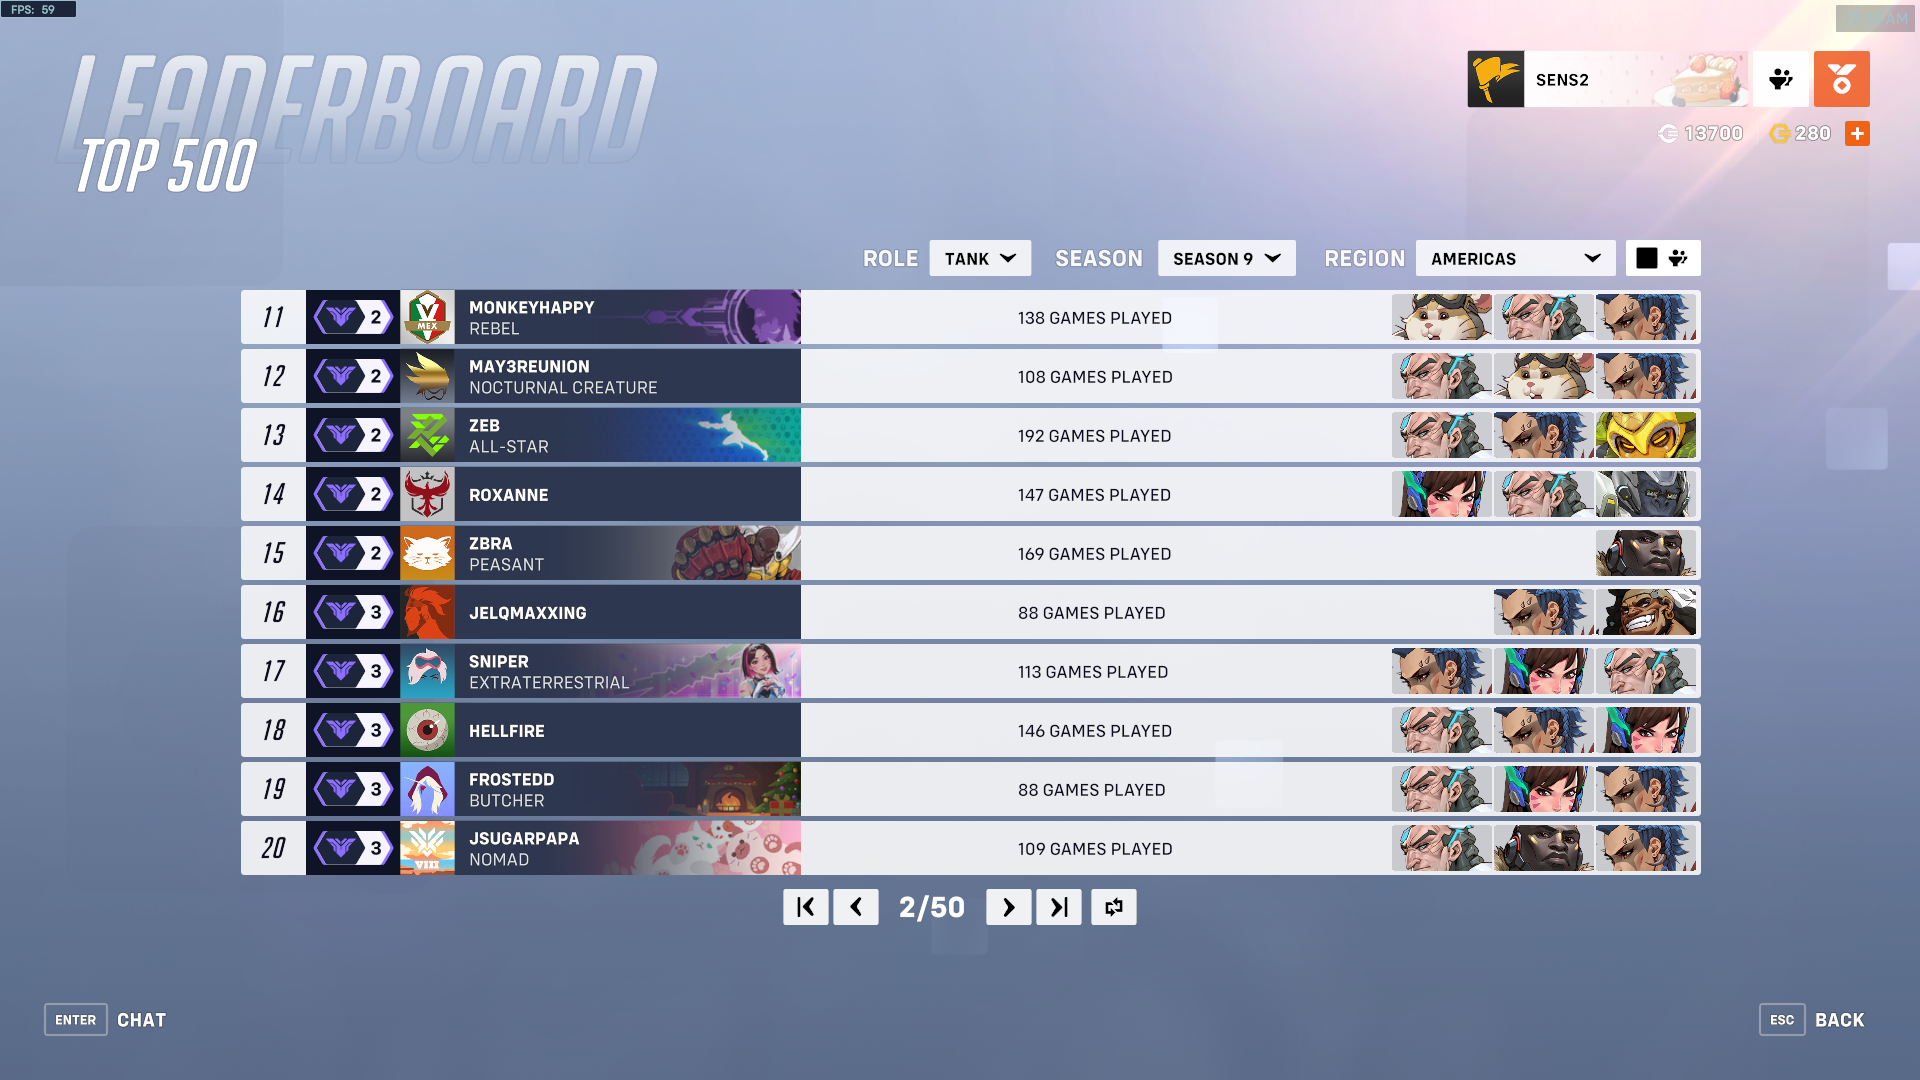 FPS: 59
LEADERBOARD
TOP 500
SENS2
13700
280
ROLE TANK SEASON SEASON 9 REGION AMERICAS
11 2 MEX MONKEYHAPPY REBEL 138 GAMES PLAYED
12 2 MAY3REUNION NOCTURNAL CREATURE 108 GAMES PLAYED
13 2 ZEB ALL-STAR 192 GAMES PLAYED
14 2 ROXANNE 147 GAMES PLAYED
15 2 ZBRA PEASANT 169 GAMES PLAYED
16 3 JELQMAXXING 88 GAMES PLAYED
17 3 SNIPER EXTRATERRESTRIAL 113 GAMES PLAYED
18 3 HELLFIRE 146 GAMES PLAYED
19 3 FROSTEDD BUTCHER 88 GAMES PLAYED
20 3 VIII JSUGARPAPA NOMAD 109 GAMES PLAYED
2/50
ENTER CHAT
ESC BACK